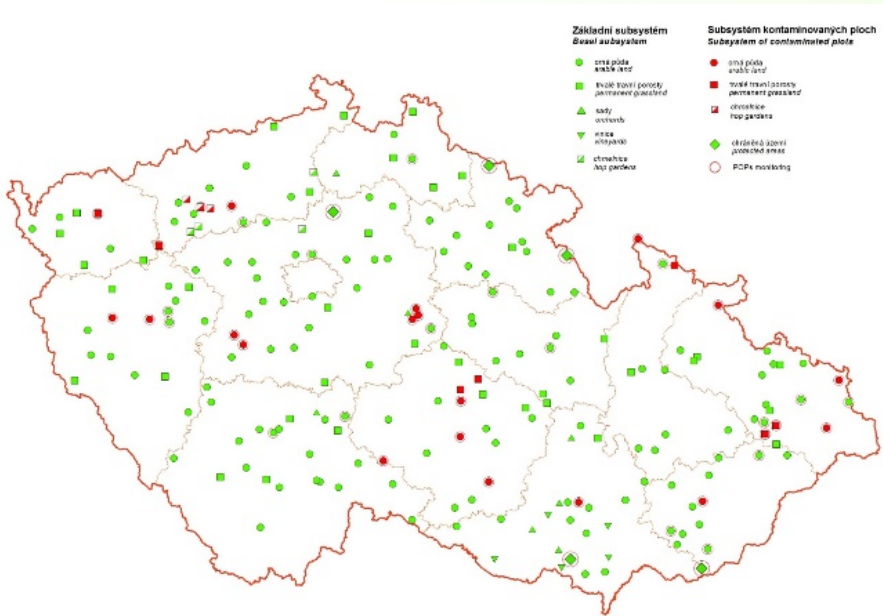 Základní subsystém
Basal subsystem
orná půda
arable land
trvalé travní porosty
permanent grassland
sady
orchards
vinice
vineyards
chmelnice
hop gardens
Subsystém kontaminovaných ploch
Subsystem of contaminated plots
orná půda
arable land
trvalé travní porosty
permanent grassland
chmelnice
hop gardens
chráněná území
protected areas
POPs monitoring